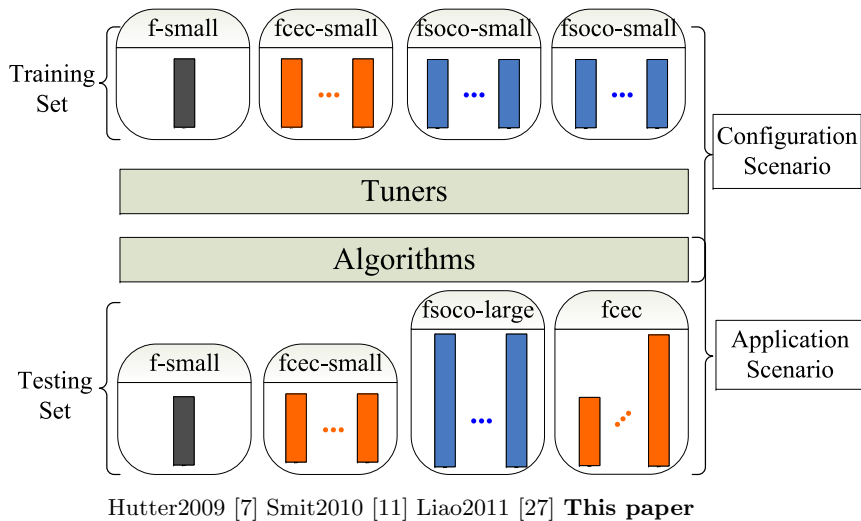 f-small
fcec-small
fsoco-small
fsoco-small
Training
Set
Configuration
Scenario
Tuners
Algorithms
fsoco-large
fcec
f-small
fcec-small
Testing
Set
Application
Scenario
Hutter2009 [7] Smit2010 [11] Liao2011 [27] This paper